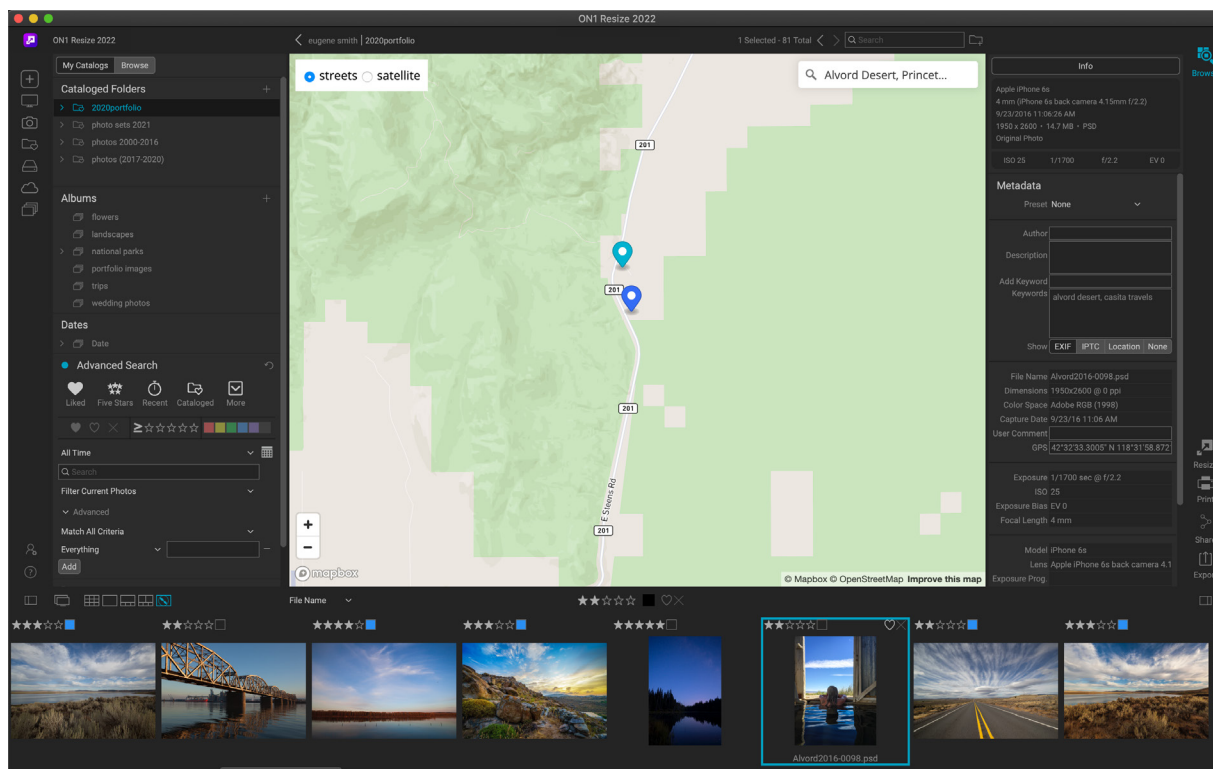 ON1 Resize 2022
ON1 Resize 2022
eugene smith | 2020portfolio
1 Selected - 81 Total
Search
My Catalogs
Browse
Cataloged Folders
2020portfolio
photo sets 2021
photos 2000-2016
photos (2017-2020)
Albums
flowers
landscapes
national parks
portfolio images
trips
wedding photos
Dates
Date
Advanced Search
Liked
Five Stars
Recent
Cataloged
More
All Time
Search
Filter Current Photos
Advanced
Match All Criteria
Everything
Add
streets
satellite
Alvord Desert, Princet...
201
201
201
E Steens Rd
201
mapbox
© Mapbox © OpenStreetMap Improve this map
Info
Apple iPhone 6s
4 mm (iPhone 6s back camera 4.15mm f/2.2)
9/23/2016 11:06:26 AM
1950 x 2600 • 14.7 MB • PSD
Original Photo
ISO 25
1/1700
f/2.2
EV 0
Metadata
Preset None
Author
Description
Add Keyword
Keywords
alvord desert, casita travels
Show EXIF IPTC Location None
File Name Alvord2016-0098.psd
Dimensions 1950x2600 @ 0 ppi
Color Space Adobe RGB (1998)
Capture Date 9/23/16 11:06 AM
User Comment
GPS 42°32'33.3005" N 118°31'58.872
Exposure 1/1700 sec @ f/2.2
ISO 25
Exposure Bias EV 0
Focal Length 4 mm
Model iPhone 6s
Lens Apple iPhone 6s back camera 4.1
Exposure Prog.
Brows
Resiz
Print
Share
Expor
File Name
Alvord2016-0098.psd